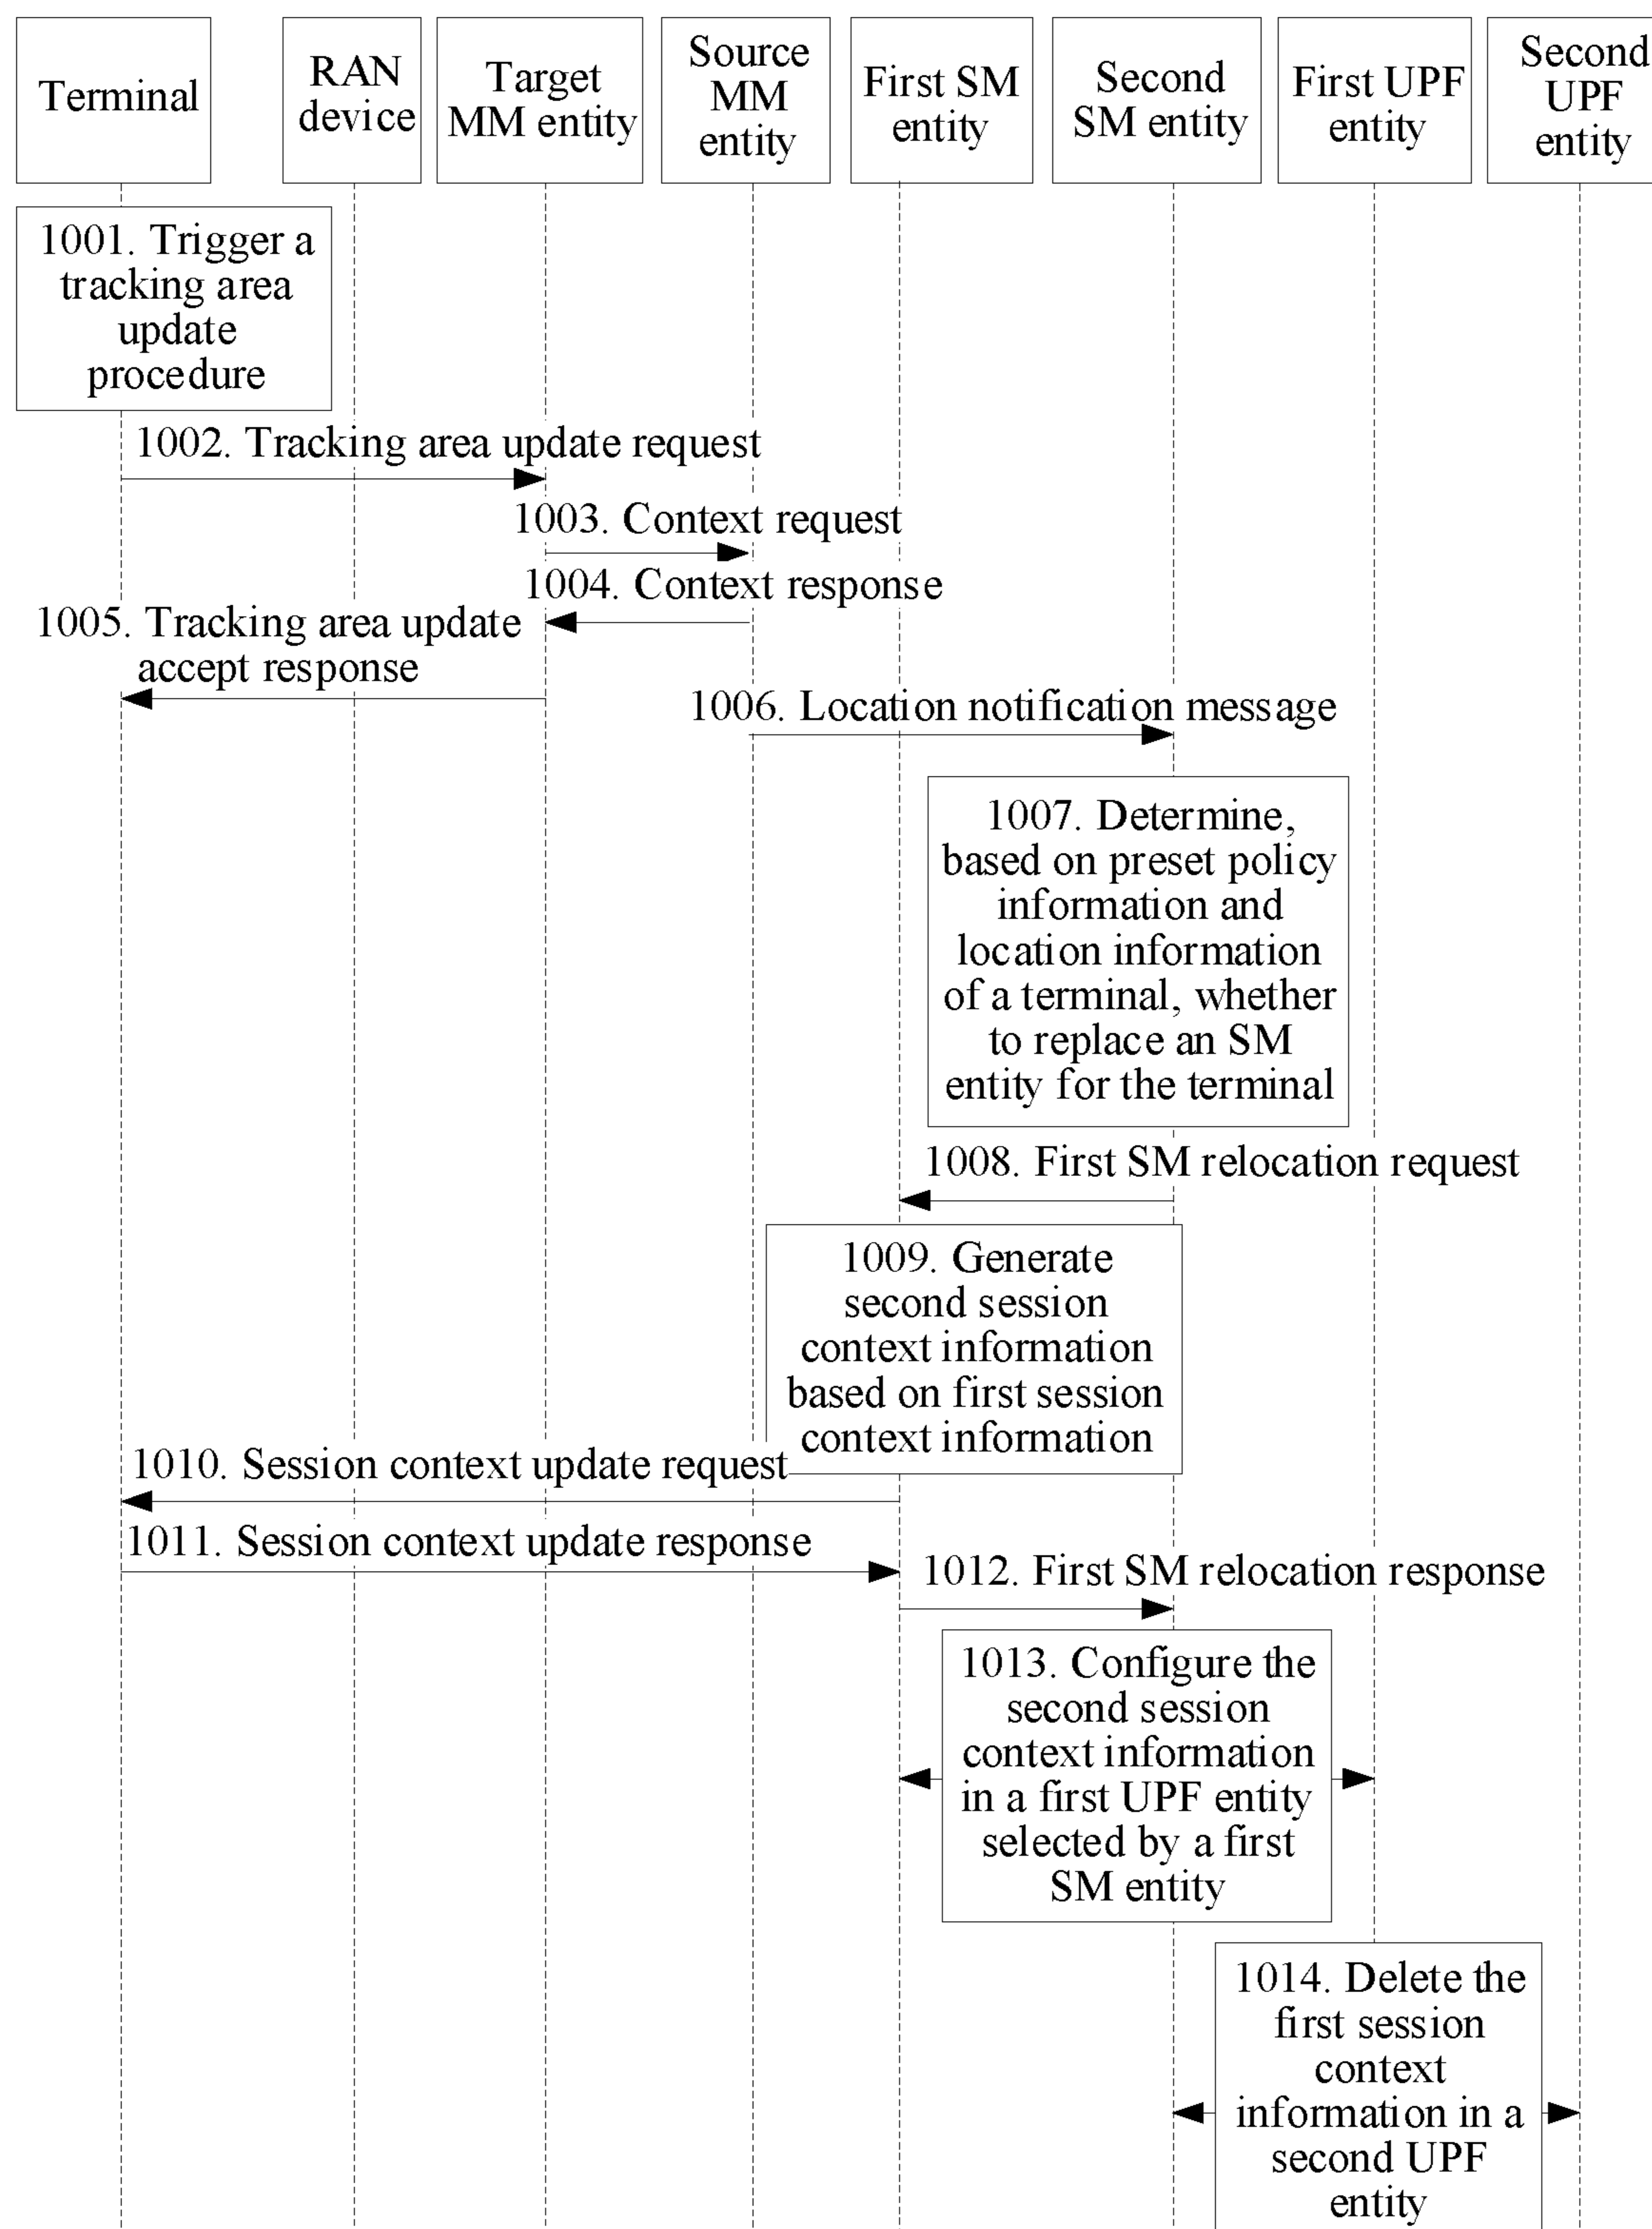 Terminal
RAN
device
Target
MM entity
Source
MM
entity
First SM
entity
Second
SM entity
First UPF
entity
Second
UPF
entity
1001. Trigger a
tracking area
update
procedure
1002. Tracking area update request
1003. Context request
1004. Context response
1005. Tracking area update
accept response
1006. Location notification message
1007. Determine,
based on preset policy
information and
location information
of a terminal, whether
to replace an SM
entity for the terminal
1008. First SM relocation request
1009. Generate
second session
context information
based on first session
context information
1010. Session context update request
1011. Session context update response
1012. First SM relocation response
1013. Configure the
second session
context information
in a first UPF entity
selected by a first
SM entity
1014. Delete the
first session
context
information in a
second UPF
entity